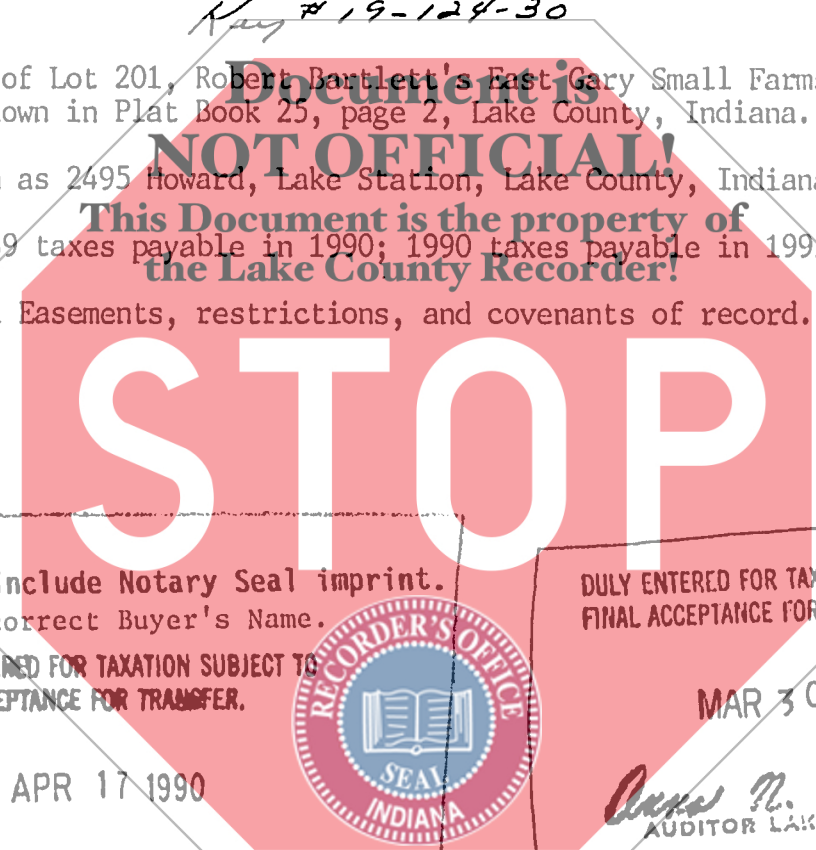 Key # 19-124-30
of Lot 201, Robert Bartlett's East Gary Small Farm
Document is
own in Plat Book 25, page 2, Lake County, Indiana.
NOT OFFICIAL!
as 2495 Howard, Lake Station, Lake County, Indiana
This Document is the property of
9 taxes payable in 1990; 1990 taxes payable in 199
the Lake County Recorder!
Easements, restrictions, and covenants of record.
STOP
include Notary Seal imprint.
orrect Buyer's Name.
DULY ENTERED FOR TAX
FINAL ACCEPTANCE FOR
RED FOR TAXATION SUBJECT TO
EPTANCE FOR TRANSFER.
RECORDER'S OFFICE
SEAL
INDIANA
MAR 30
APR 17 1990
Anna N.
AUDITOR LAK